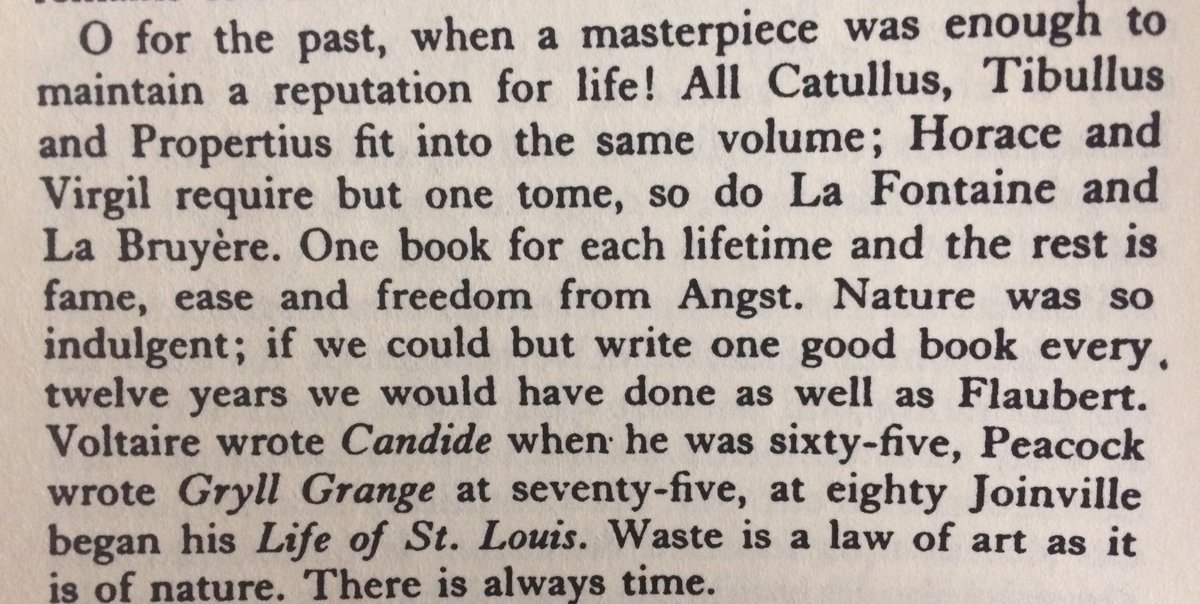 O for the past, when a masterpiece was enough to
maintain a reputation for life! All Catullus, Tibullus
and Propertius fit into the same volume; Horace and
Virgil require but one tome, so do La Fontaine and
La Bruyère. One book for each lifetime and the rest is
fame, ease and freedom from Angst. Nature was so
indulgent; if we could but write one good book every
twelve years we would have done as well as Flaubert.
Voltaire wrote Candide when he was sixty-five, Peacock
wrote Gryll Grange at seventy-five, at eighty Joinville
began his Life of St. Louis. Waste is a law of art as it
is of nature. There is always time.